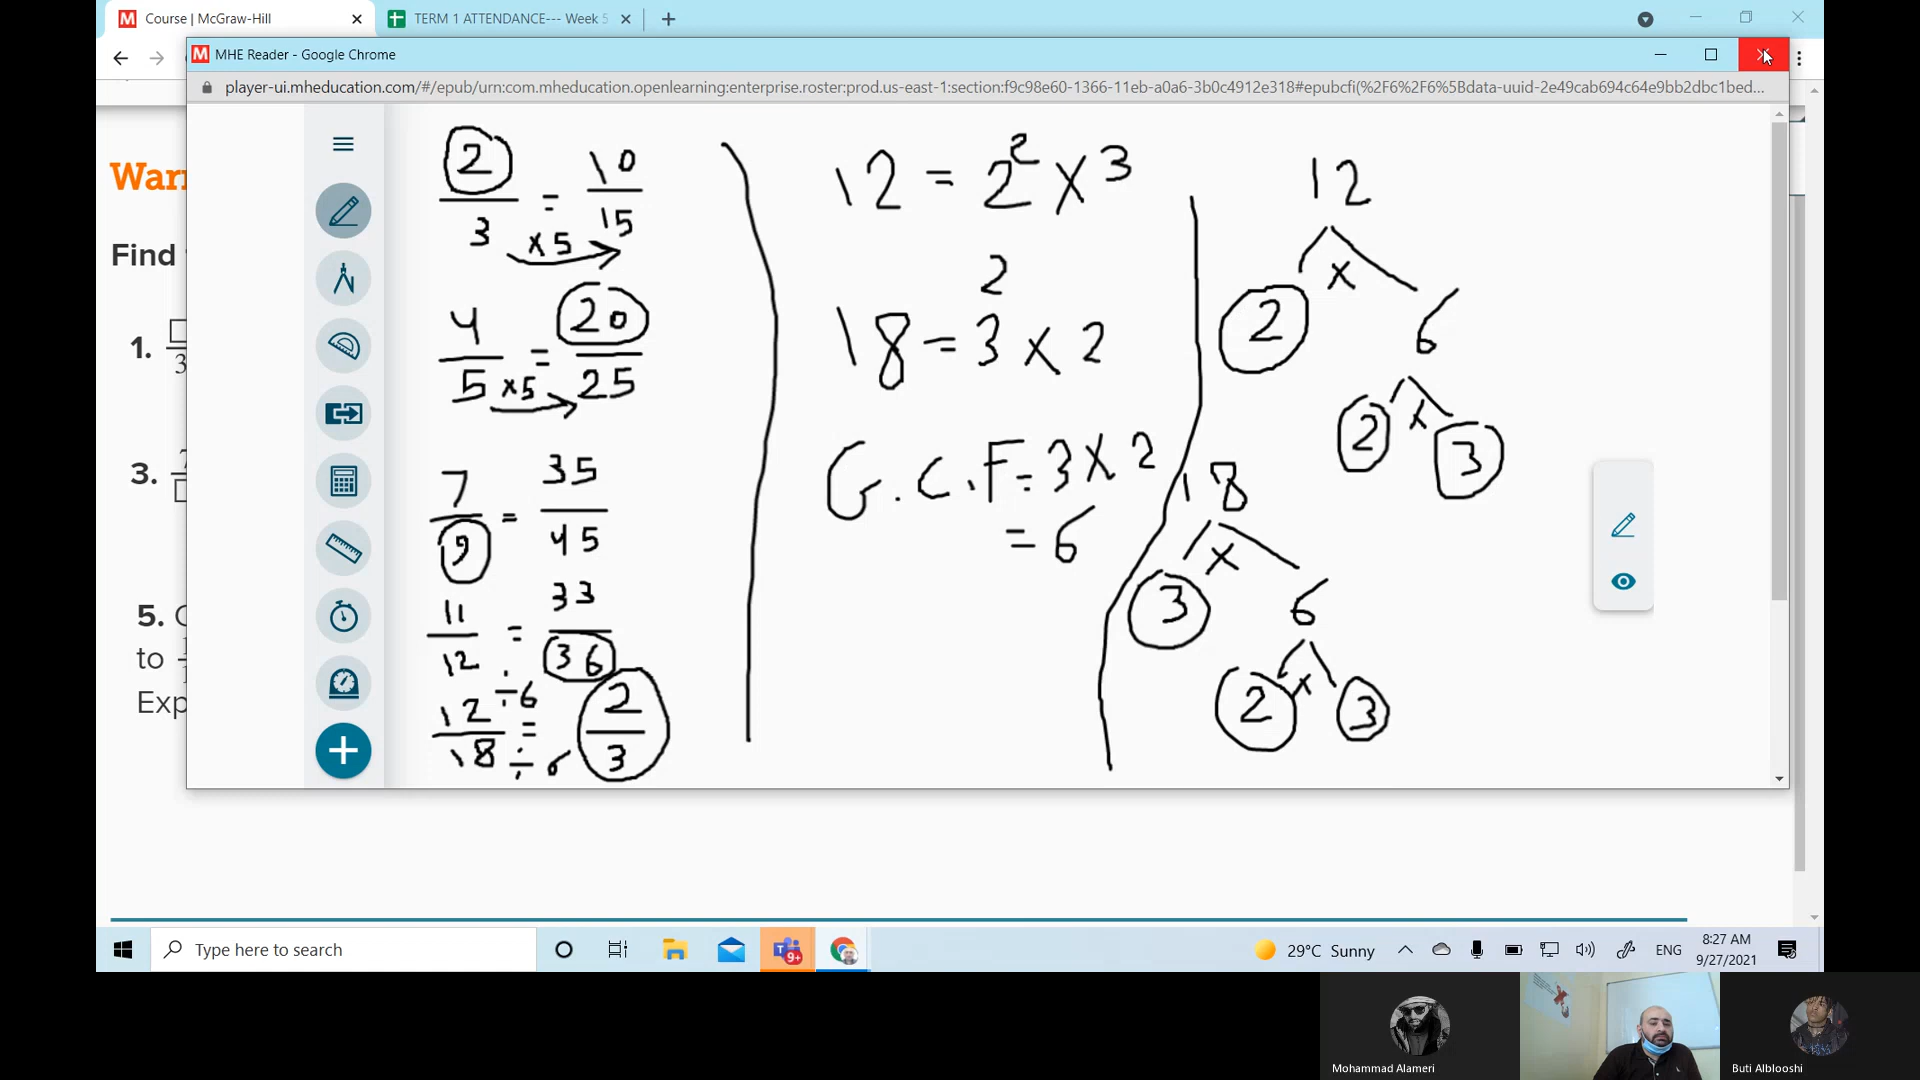 Course | McGraw-Hill
TERM 1 ATTENDANCE--- Week 5
MHE Reader - Google Chrome
player-ui.mheducation.com/#/epub/urn:com.mheducation.openlearning:enterprise.roster:prod.us-east-1:section:f9c98e60-1366-11eb-a0a6-3b0c4912e318#epubcfi(%2F6%2F6%5Bdata-uuid-2e49cab694c64e9bb2dbc1bed...
Warr
Find
1.
3
3.
5.
to
Exp
2/3 = 10/15
×5
4/5 = 20/25
×5
7/9 = 35/45
11/12 = 33/36
12/18 = 2/3
÷6
÷6
12 = 2² × 3
18 = 3² × 2
G.C.F = 3 × 2
= 6
12
2 × 6
2 × 3
18
3 × 6
2 × 3
Type here to search
9+
29°C Sunny
ENG
8:27 AM
9/27/2021
Mohammad Alameri
Buti Alblooshi